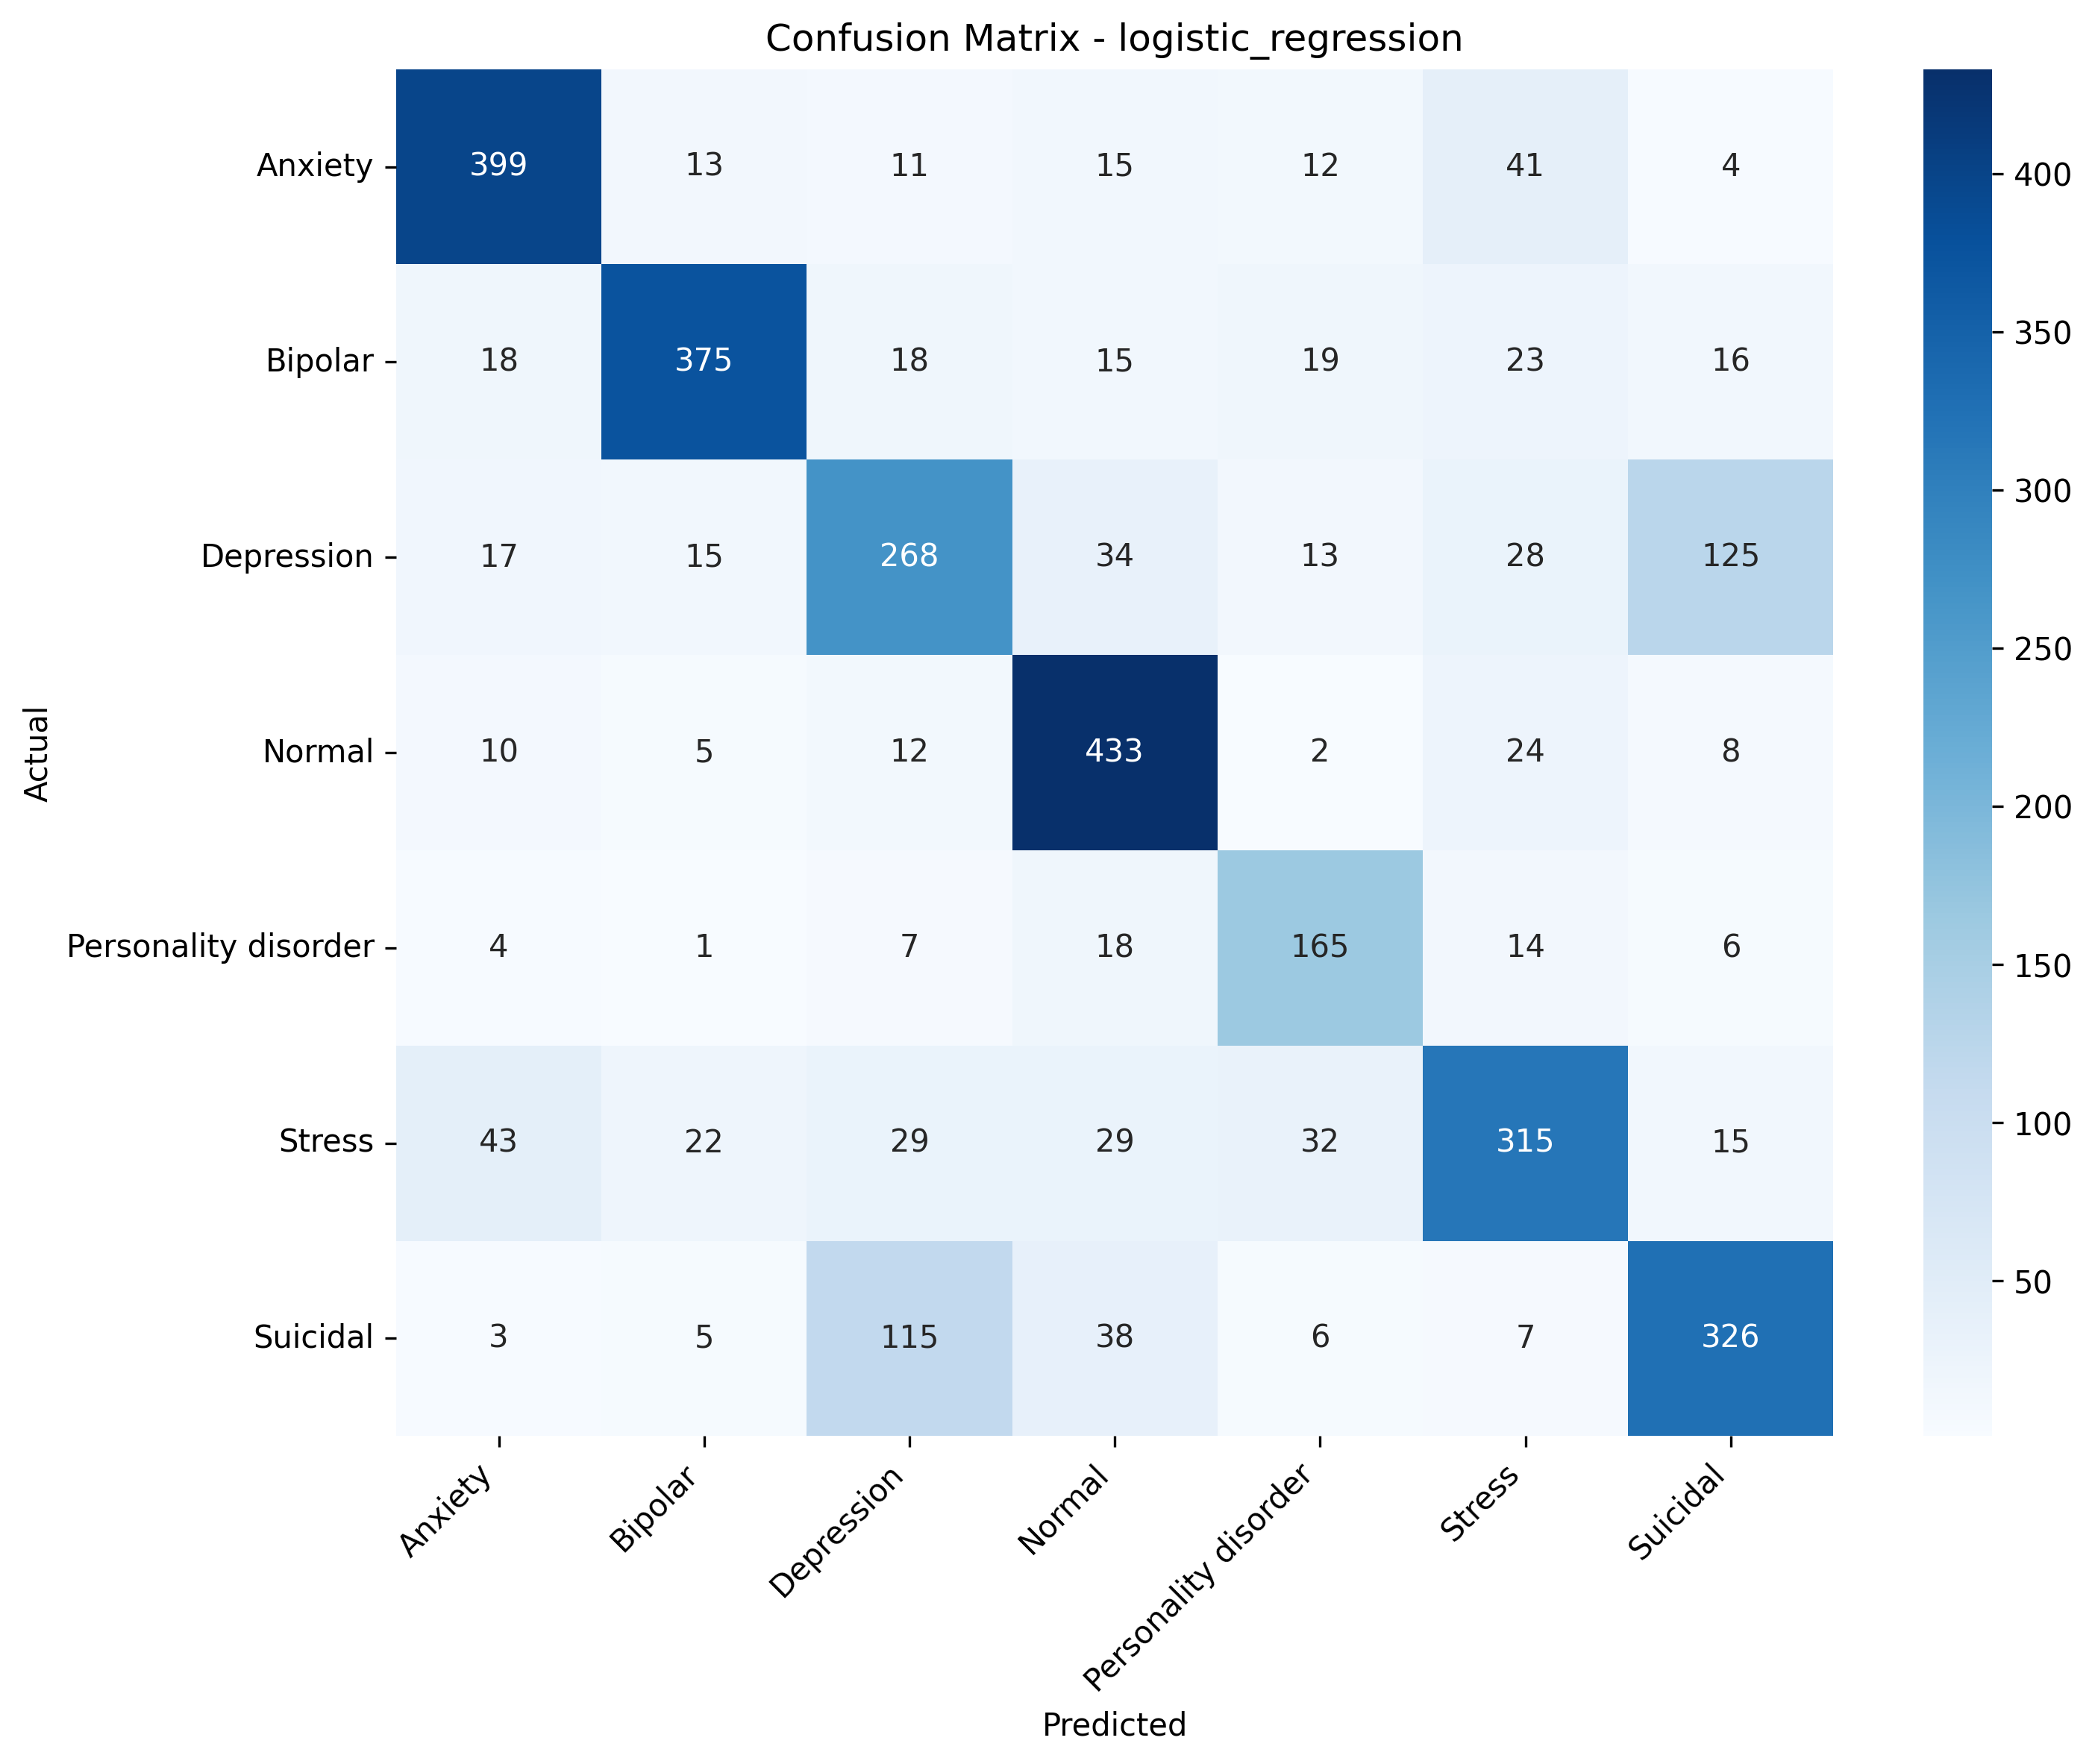 Confusion Matrix - logistic_regression
Actual
Anxiety 399 13 11 15 12 41 4
Bipolar 18 375 18 15 19 23 16
Depression 17 15 268 34 13 28 125
Normal 10 5 12 433 2 24 8
Personality disorder 4 1 7 18 165 14 6
Stress 43 22 29 29 32 315 15
Suicidal 3 5 115 38 6 7 326
Anxiety Bipolar Depression Normal Personality disorder Stress Suicidal
Predicted
400
350
300
250
200
150
100
50